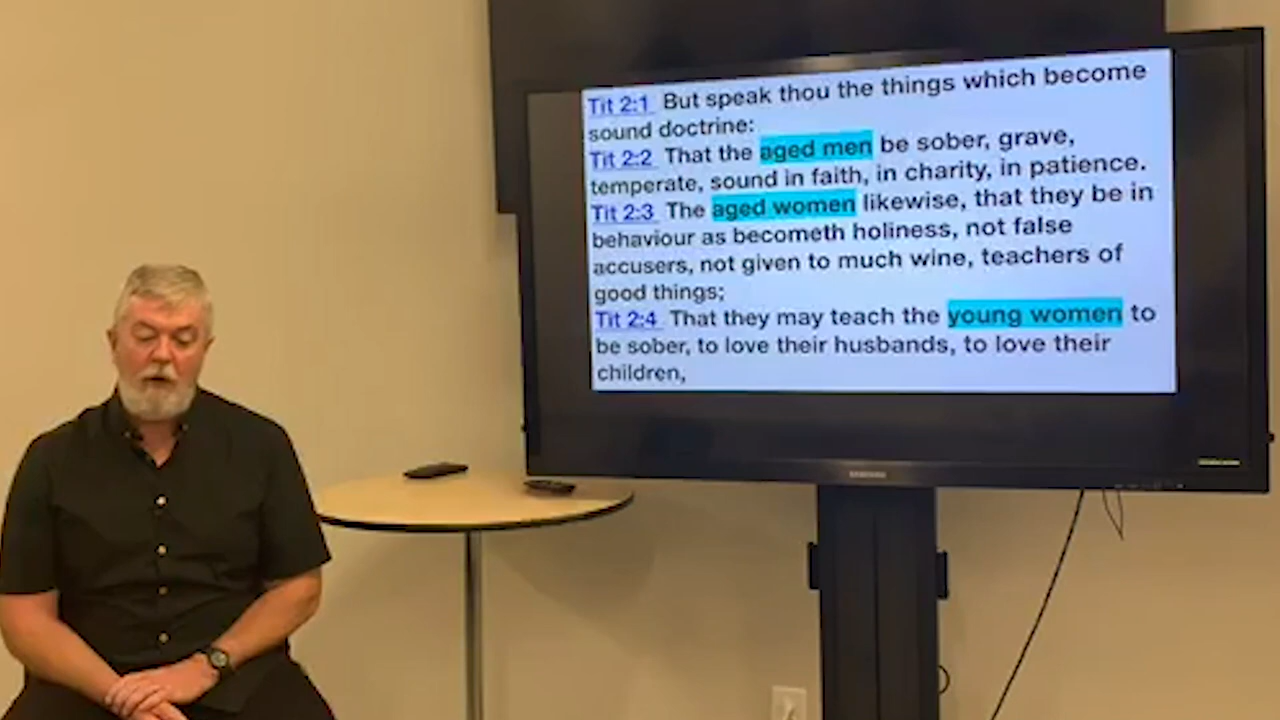 Tit 2:1 But speak thou the things which become
sound doctrine:
Tit 2:2 That the aged men be sober, grave,
temperate, sound in faith, in charity, in patience.
Tit 2:3 The aged women likewise, that they be in
behaviour as becometh holiness, not false
accusers, not given to much wine, teachers of
good things;
Tit 2:4 That they may teach the young women to
be sober, to love their husbands, to love their
children,
SAMSUNG